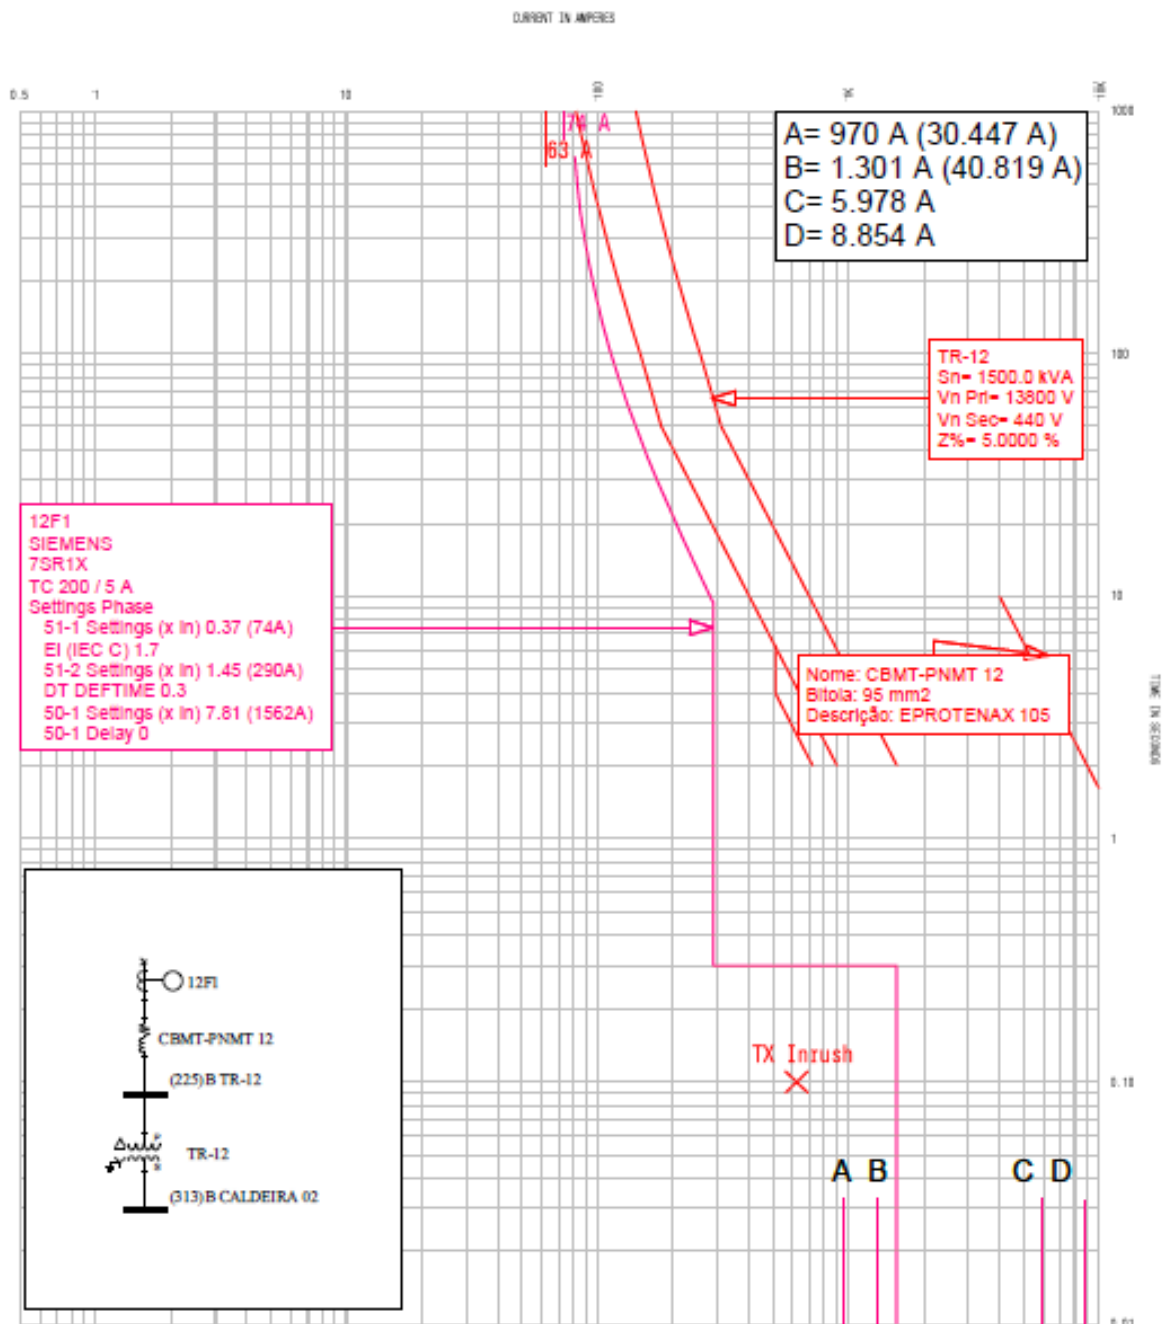 CURRENT IN AMPERES
0.5 1 10 100 1K 10K
1000
74 A
63 A
A= 970 A (30.447 A)
B= 1.301 A (40.819 A)
C= 5.978 A
D= 8.854 A
100
TR-12
Sn= 1500.0 kVA
Vn Pri= 13800 V
Vn Sec= 440 V
Z%= 5.0000 %
12F1
SIEMENS
7SR1X
TC 200 / 5 A
Settings Phase
51-1 Settings (x In) 0.37 (74A)
EI (IEC C) 1.7
51-2 Settings (x In) 1.45 (290A)
DT DEFTIME 0.3
50-1 Settings (x In) 7.81 (1562A)
50-1 Delay 0
10
Nome: CBMT-PNMT 12
Bitola: 95 mm2
Descrição: EPROTENAX 105
TIME IN SECONDS
1
12F1
CBMT-PNMT 12
(225)B TR-12
TR-12
(313)B CALDEIRA 02
TX Inrush
0.10
A B C D
0.01